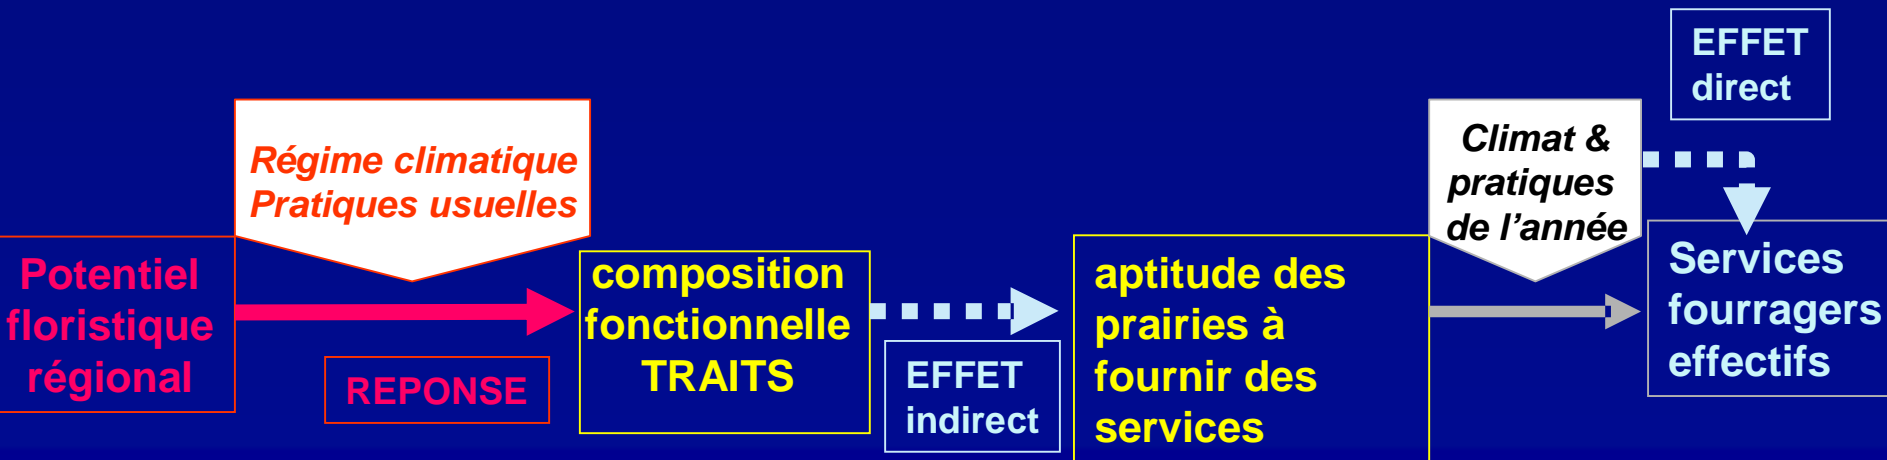 Potentiel
floristique
régional
Régime climatique
Pratiques usuelles
REPONSE
composition
fonctionnelle
TRAITS
EFFET
indirect
aptitude des
prairies à
fournir des
services
Climat &
pratiques
de l'année
EFFET
direct
Services
fourragers
effectifs